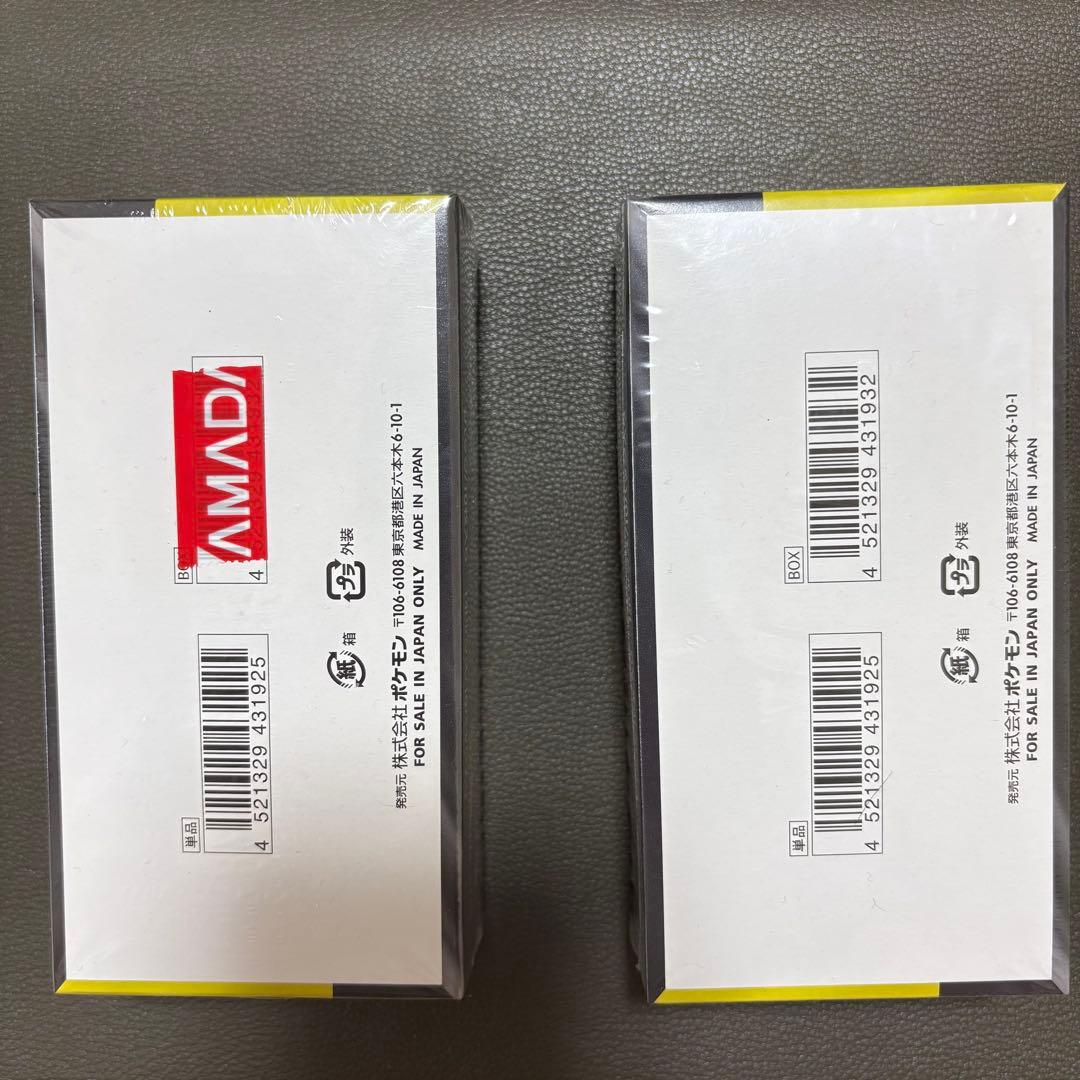 BOX
AMADA
4 521329 431932
単品
4 521329 431925
紙 箱
プラ 外装
発売元 株式会社 ポケモン 〒106-6108 東京都港区六本木6-10-1
FOR SALE IN JAPAN ONLY MADE IN JAPAN
BOX
4 521329 431932
単品
4 521329 431925
紙 箱
プラ 外装
発売元 株式会社 ポケモン 〒106-6108 東京都港区六本木6-10-1
FOR SALE IN JAPAN ONLY MADE IN JAPAN